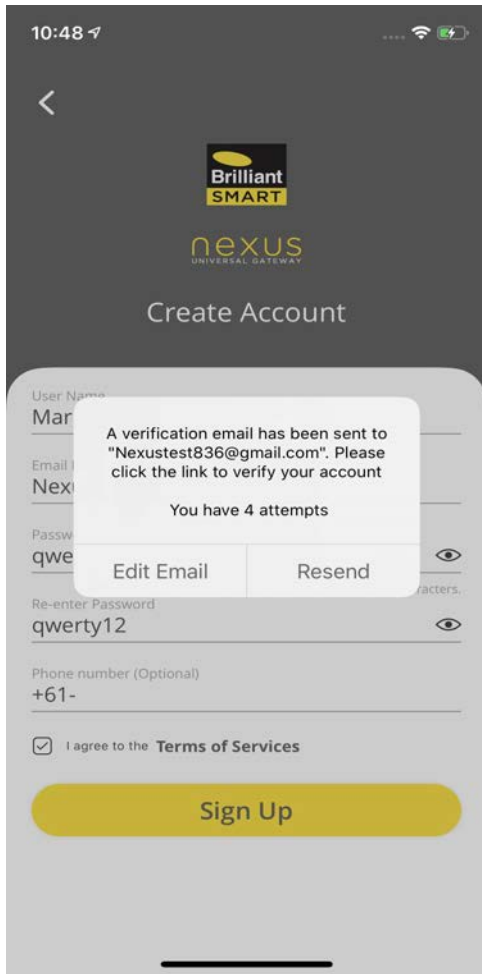 10:48
Brilliant
SMART
nexus
UNIVERSAL GATEWAY
Create Account
User Name
Mar
A verification email has been sent to
"Nexustest836@gmail.com". Please
click the link to verify your account
You have 4 attempts
Edit Email
Resend
Email
Nex
Passw
qwe
acters.
Re-enter Password
qwerty12
Phone number (Optional)
+61-
I agree to the Terms of Services
Sign Up